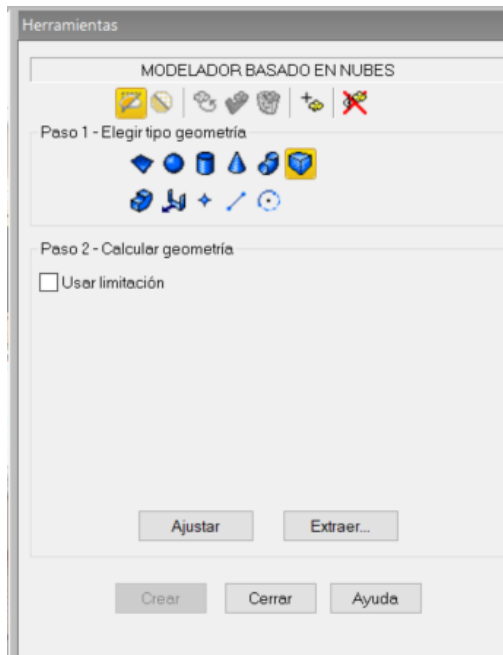 Herramientas
MODELADOR BASADO EN NUBES
Paso 1 - Elegir tipo geometría
Paso 2 - Calcular geometría
Usar limitación
Ajustar
Extraer...
Crear
Cerrar
Ayuda